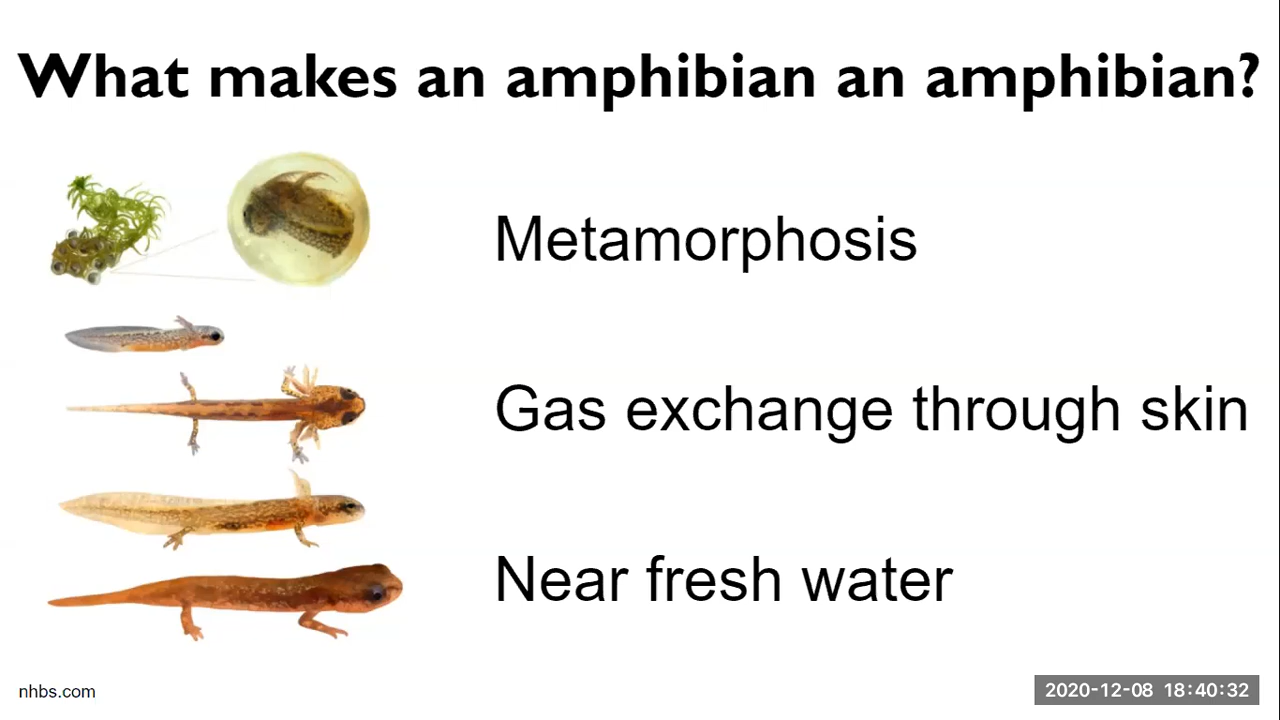 What makes an amphibian an amphibian?
Metamorphosis
Gas exchange through skin
Near fresh water
nhbs.com
2020-12-08 18:40:32